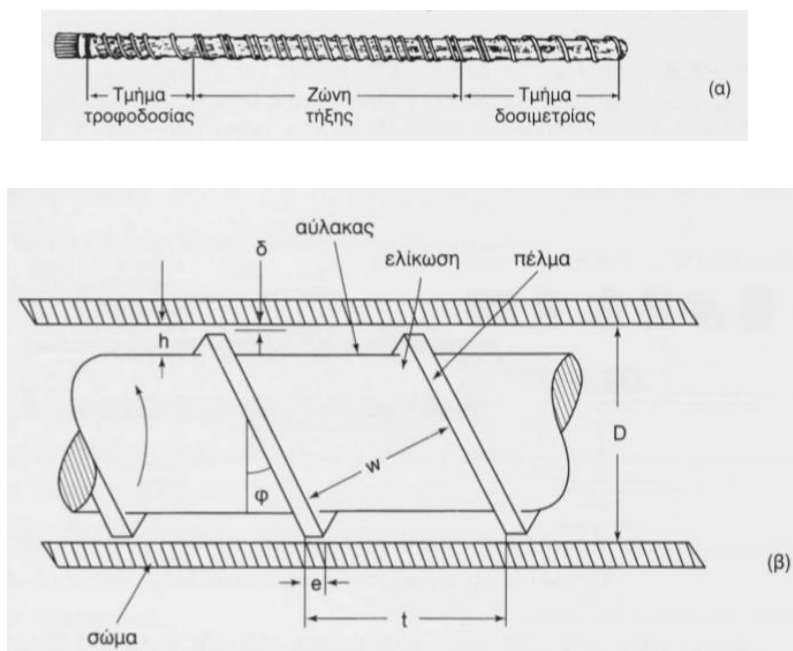 Τμήμα
τροφοδοσίας
Ζώνη
τήξης
Τμήμα
δοσιμετρίας
(α)
αύλακας
δ
ελίκωση
πέλμα
h
D
w
φ
e
t
(β)
σώμα